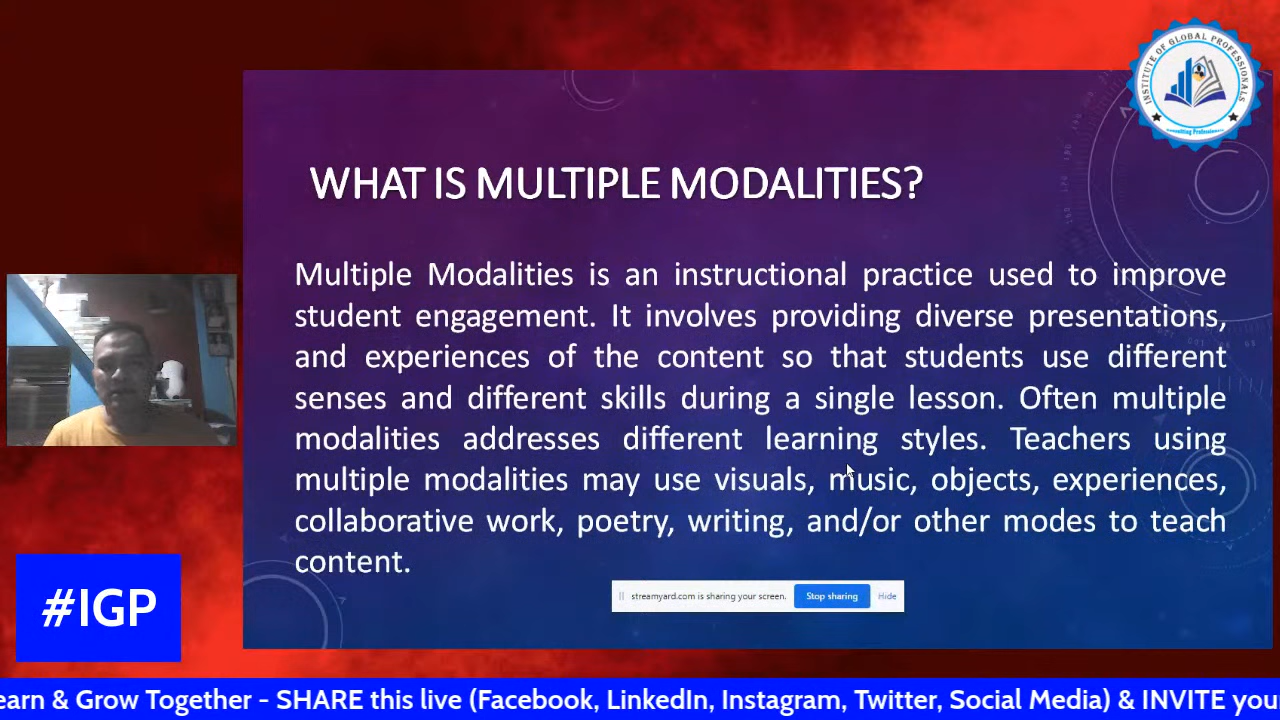 INSTITUTE OF GLOBAL PROFESSIONALS
WHAT IS MULTIPLE MODALITIES?
Multiple Modalities is an instructional practice used to improve
student engagement. It involves providing diverse presentations,
and experiences of the content so that students use different
senses and different skills during a single lesson. Often multiple
modalities addresses different learning styles. Teachers using
multiple modalities may use visuals, music, objects, experiences,
collaborative work, poetry, writing, and/or other modes to teach
content.
streamyard.com is sharing your screen. Stop sharing Hide
#IGP
earn & Grow Together - SHARE this live (Facebook, LinkedIn, Instagram, Twitter, Social Media) & INVITE you